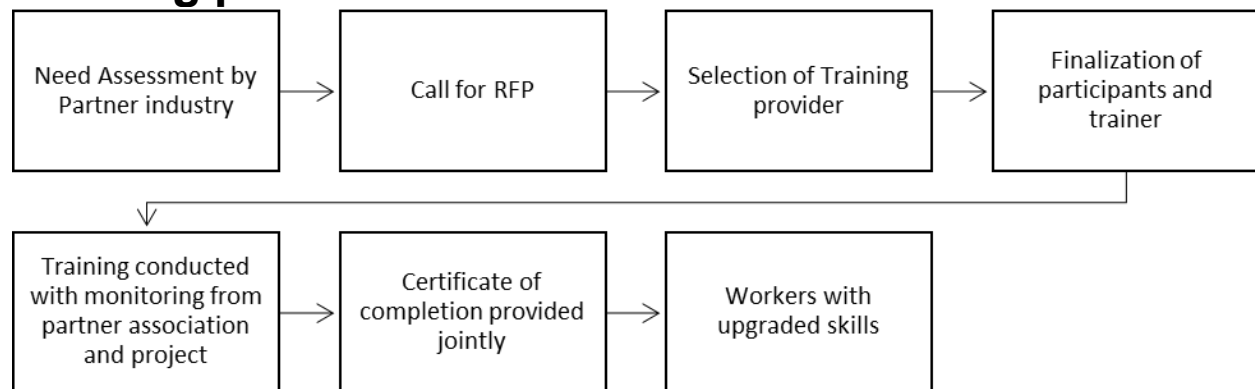 Need Assessment by
Partner industry
Call for RFP
Selection of Training
provider
Finalization of
participants and
trainer
Training conducted
with monitoring from
partner association
and project
Certificate of
completion provided
jointly
Workers with
upgraded skills